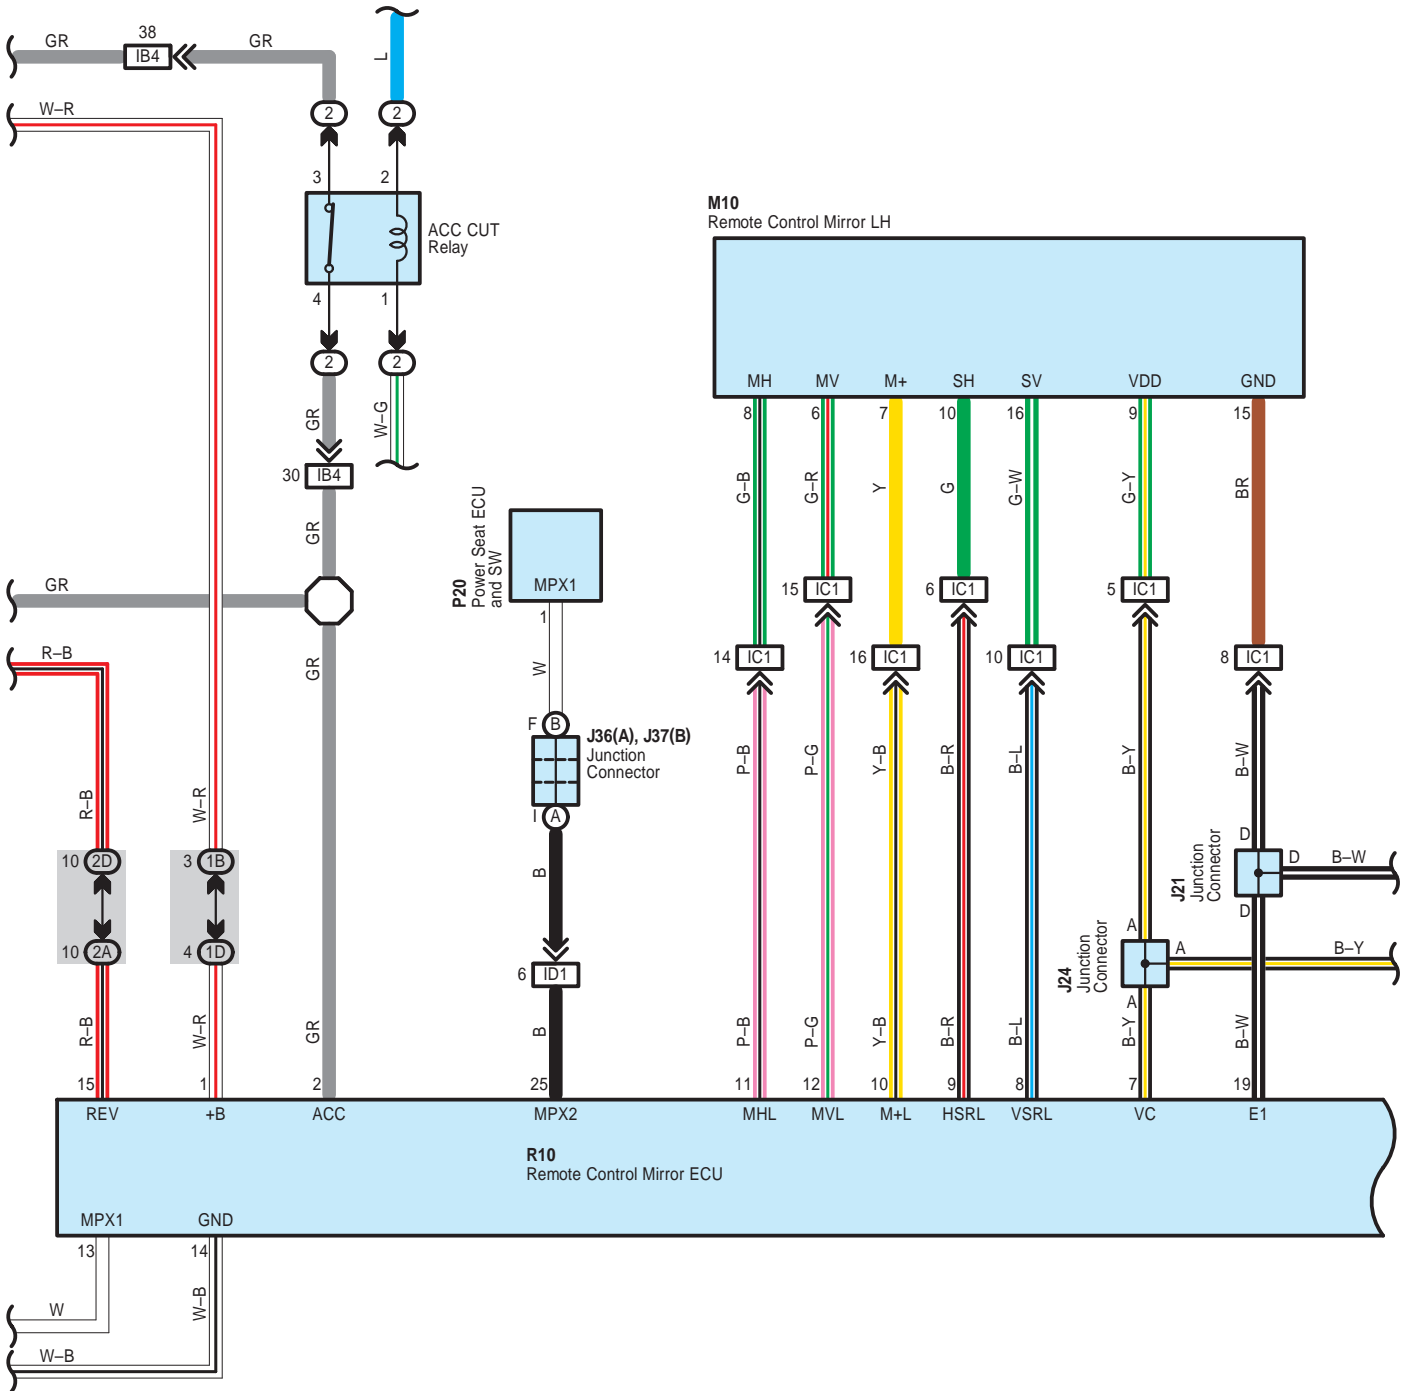 38
GR
IB4
GR
L
W–R
2
2
3
2
ACC CUT
Relay
4
1
2
2
GR
W–G
30
IB4
GR
GR
GR
M10
Remote Control Mirror LH
MH
MV
M+
SH
SV
VDD
GND
8
6
7
10
16
9
15
G–B
G–R
Y
G
G–W
G–Y
BR
P20
Power Seat ECU
and SW
MPX1
1
W
15
IC1
6
IC1
5
IC1
14
IC1
16
IC1
10
IC1
8
IC1
R–B
F
B
J36(A), J37(B)
Junction
Connector
I
A
P–B
P–G
Y–B
B–R
B–L
B–Y
B–W
R–B
W–R
10
2D
3
1B
B
10
2A
4
1D
6
ID1
D
D
B–W
J21
Junction
Connector
D
A
A
B–Y
J24
Junction
Connector
A
R–B
W–R
GR
B
P–B
P–G
Y–B
B–R
B–L
B–Y
B–W
15
1
2
25
11
12
10
9
8
7
19
REV
+B
ACC
MPX2
MHL
MVL
M+L
HSRL
VSRL
VC
E1
R10
Remote Control Mirror ECU
MPX1
GND
13
14
W
W–B
W–B